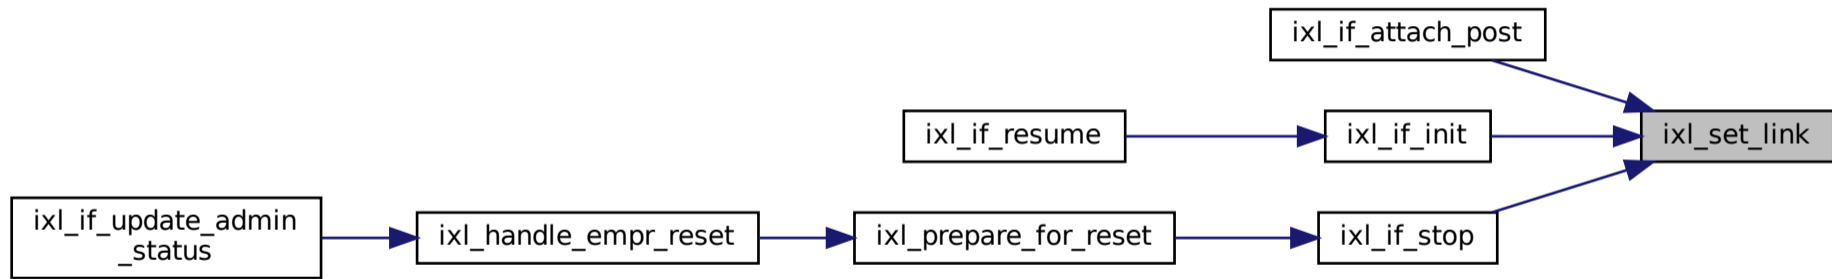 ixl_if_attach_post
ixl_if_resume
ixl_if_init
ixl_set_link
ixl_if_update_admin
_status
ixl_handle_empr_reset
ixl_prepare_for_reset
ixl_if_stop